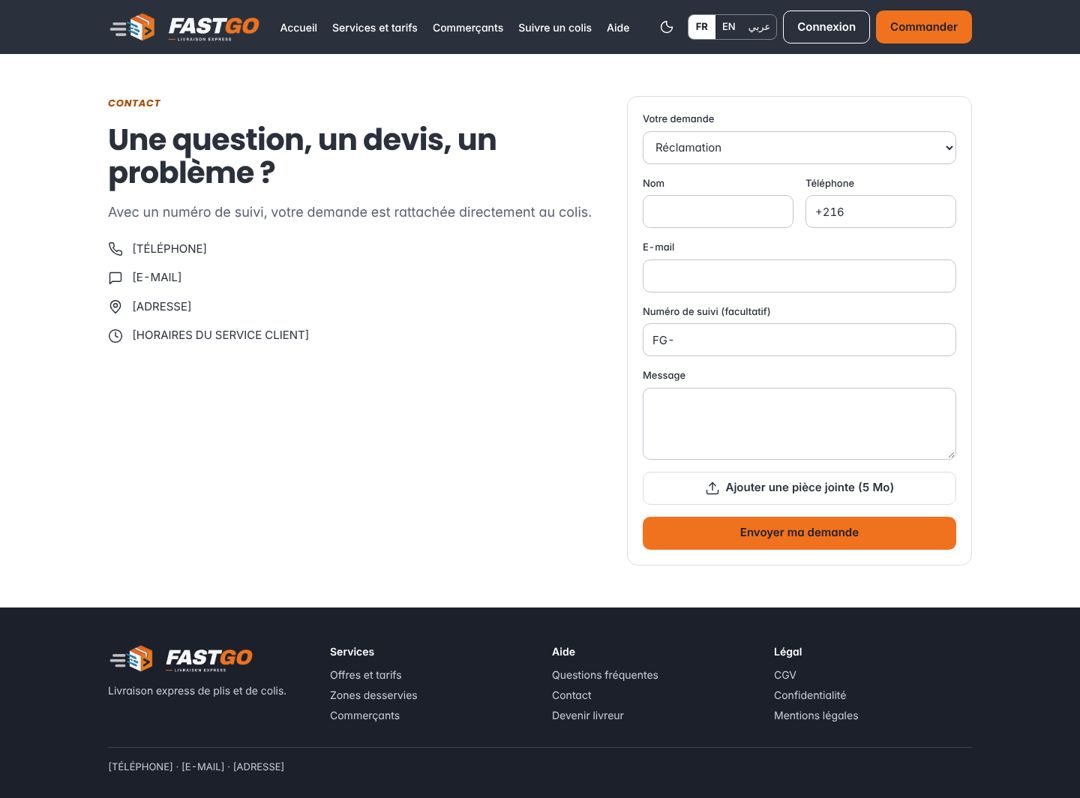 FASTGO
LIVRAISON EXPRESS
Accueil
Services et tarifs
Commerçants
Suivre un colis
Aide
FR
EN
عربي
Connexion
Commander
CONTACT
Une question, un devis, un
problème ?
Avec un numéro de suivi, votre demande est rattachée directement au colis.
[TÉLÉPHONE]
[E-MAIL]
[ADRESSE]
[HORAIRES DU SERVICE CLIENT]
Votre demande
Réclamation
Nom
Téléphone
+216
E-mail
Numéro de suivi (facultatif)
FG-
Message
Ajouter une pièce jointe (5 Mo)
Envoyer ma demande
FASTGO
LIVRAISON EXPRESS
Livraison express de plis et de colis.
Services
Offres et tarifs
Zones desservies
Commerçants
Aide
Questions fréquentes
Contact
Devenir livreur
Légal
CGV
Confidentialité
Mentions légales
[TÉLÉPHONE] · [E-MAIL] · [ADRESSE]